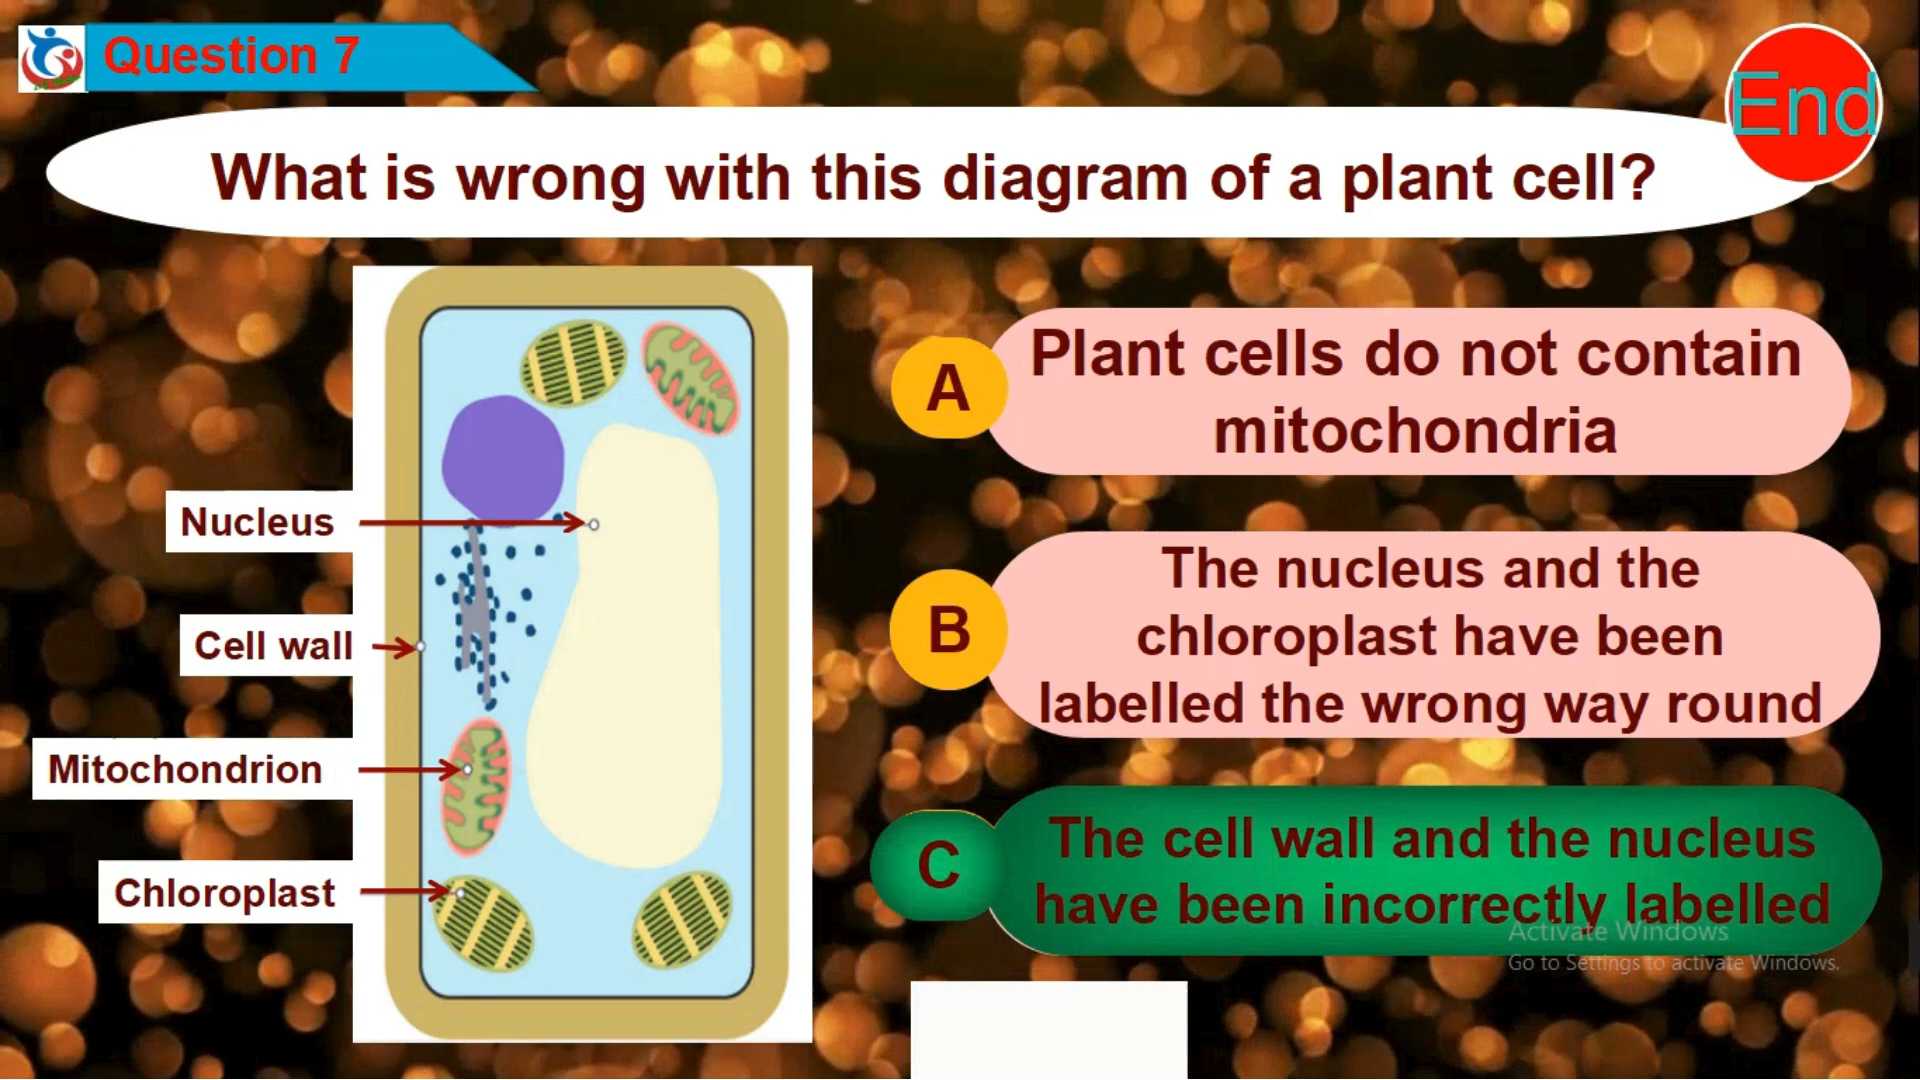 Question 7
End
What is wrong with this diagram of a plant cell?
Nucleus
Cell wall
Mitochondrion
Chloroplast
A
Plant cells do not contain
mitochondria
B
The nucleus and the
chloroplast have been
labelled the wrong way round
C
The cell wall and the nucleus
have been incorrectly labelled
Activate Windows
Go to Settings to activate Windows.